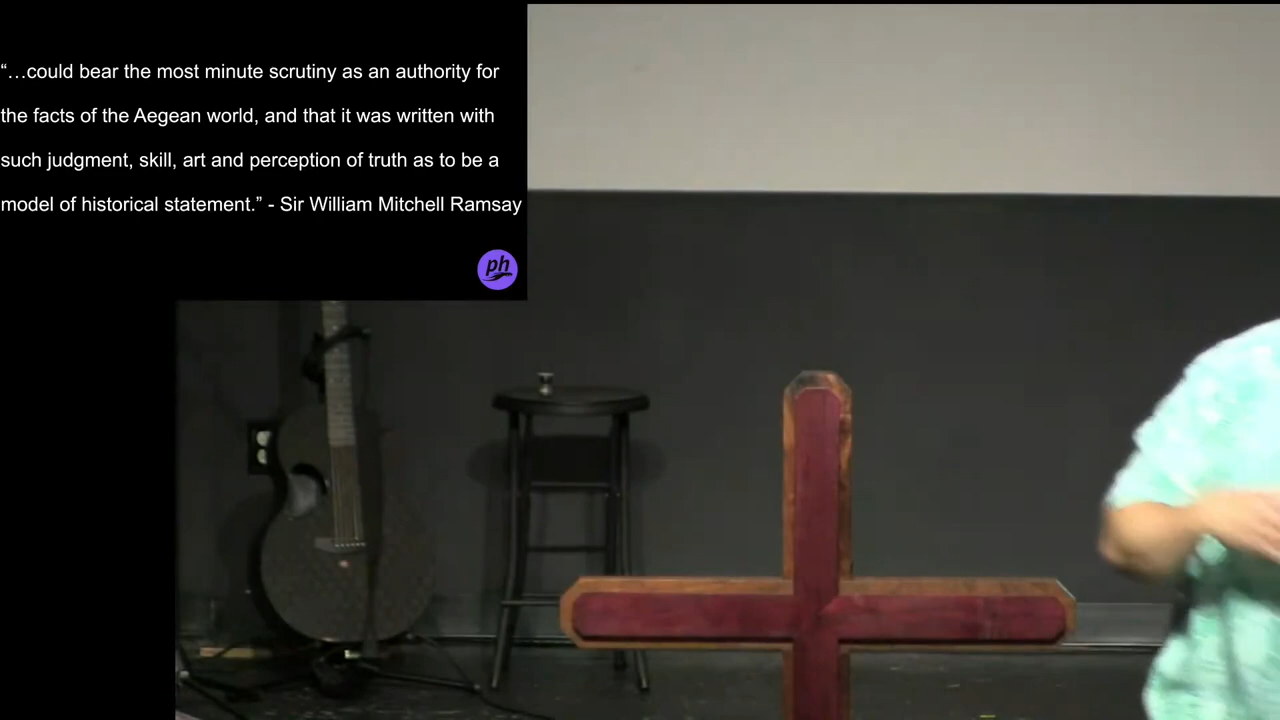 “…could bear the most minute scrutiny as an authority for
the facts of the Aegean world, and that it was written with
such judgment, skill, art and perception of truth as to be a
model of historical statement.” - Sir William Mitchell Ramsay
ph